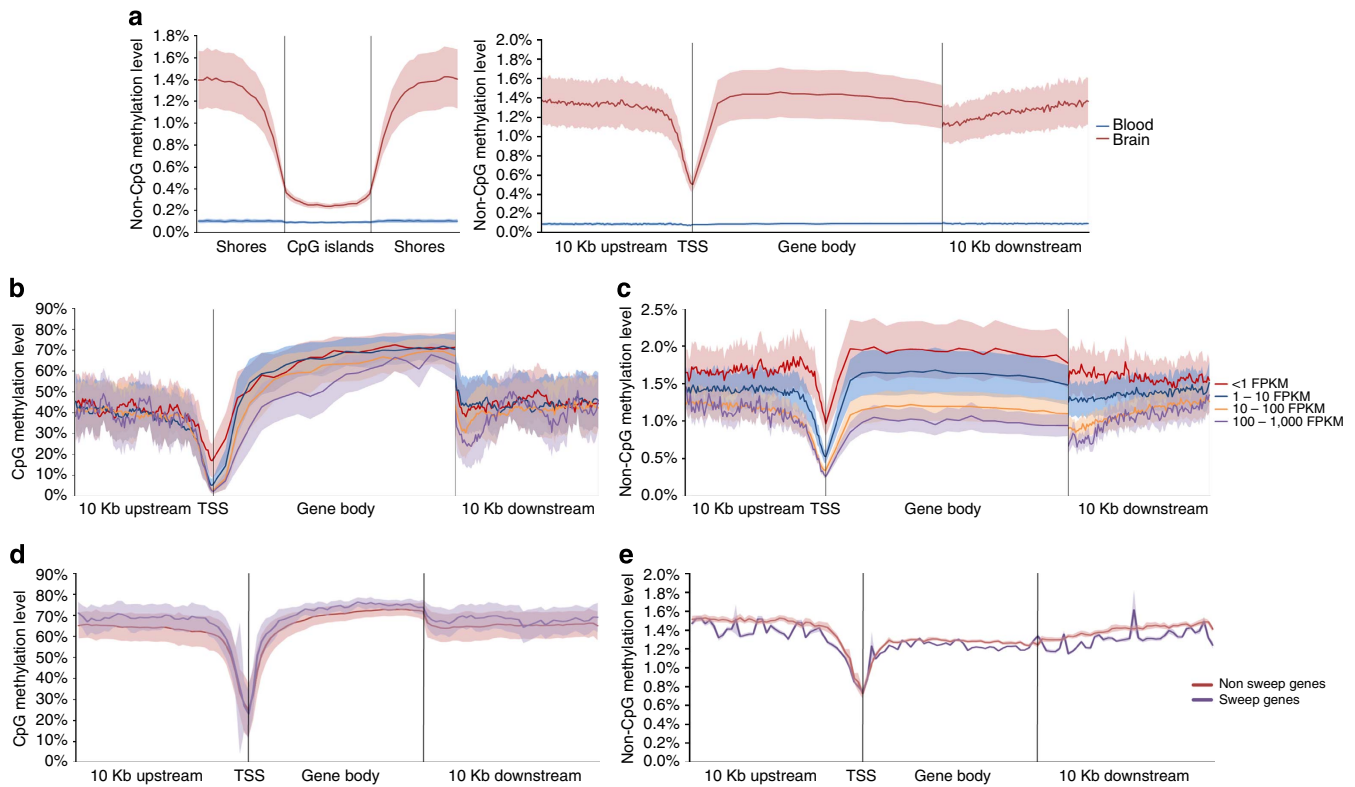 a
Non-CpG methylation level
1.8%
1.6%
1.4%
1.2%
1.0%
0.8%
0.6%
0.4%
0.2%
0.0%
Shores CpG islands Shores
Non-CpG methylation level
2.0%
1.8%
1.6%
1.4%
1.2%
1.0%
0.8%
0.6%
0.4%
0.2%
0.0%
10 Kb upstream TSS Gene body 10 Kb downstream
Blood
Brain
b
CpG methylation level
90%
80%
70%
60%
50%
40%
30%
20%
10%
0%
10 Kb upstream TSS Gene body 10 Kb downstream
c
Non-CpG methylation level
2.5%
2.0%
1.5%
1.0%
0.5%
0.0%
10 Kb upstream TSS Gene body 10 Kb downstream
<1 FPKM
1 – 10 FPKM
10 – 100 FPKM
100 – 1,000 FPKM
d
CpG methylation level
90%
80%
70%
60%
50%
40%
30%
20%
10%
0%
10 Kb upstream TSS Gene body 10 Kb downstream
e
Non-CpG methylation level
2.0%
1.8%
1.6%
1.4%
1.2%
1.0%
0.8%
0.6%
0.4%
0.2%
0.0%
10 Kb upstream TSS Gene body 10 Kb downstream
Non sweep genes
Sweep genes